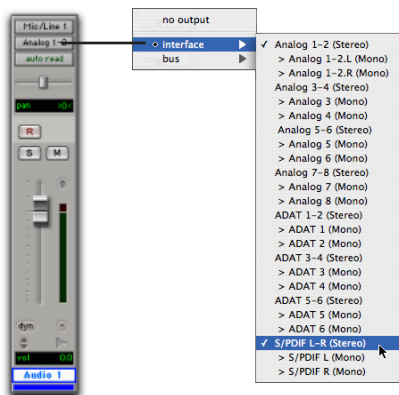 Mic/Line 1
Analog 1-2
auto read
pan >0<
R
S M
dyn
vol 0.0
Audio 1
no output
interface
bus
✓ Analog 1-2 (Stereo)
> Analog 1-2.L (Mono)
> Analog 1-2.R (Mono)
Analog 3-4 (Stereo)
> Analog 3 (Mono)
> Analog 4 (Mono)
Analog 5-6 (Stereo)
> Analog 5 (Mono)
> Analog 6 (Mono)
Analog 7-8 (Stereo)
> Analog 7 (Mono)
> Analog 8 (Mono)
ADAT 1-2 (Stereo)
> ADAT 1 (Mono)
> ADAT 2 (Mono)
ADAT 3-4 (Stereo)
> ADAT 3 (Mono)
> ADAT 4 (Mono)
ADAT 5-6 (Stereo)
> ADAT 5 (Mono)
> ADAT 6 (Mono)
✓ S/PDIF L-R (Stereo)
> S/PDIF L (Mono)
> S/PDIF R (Mono)